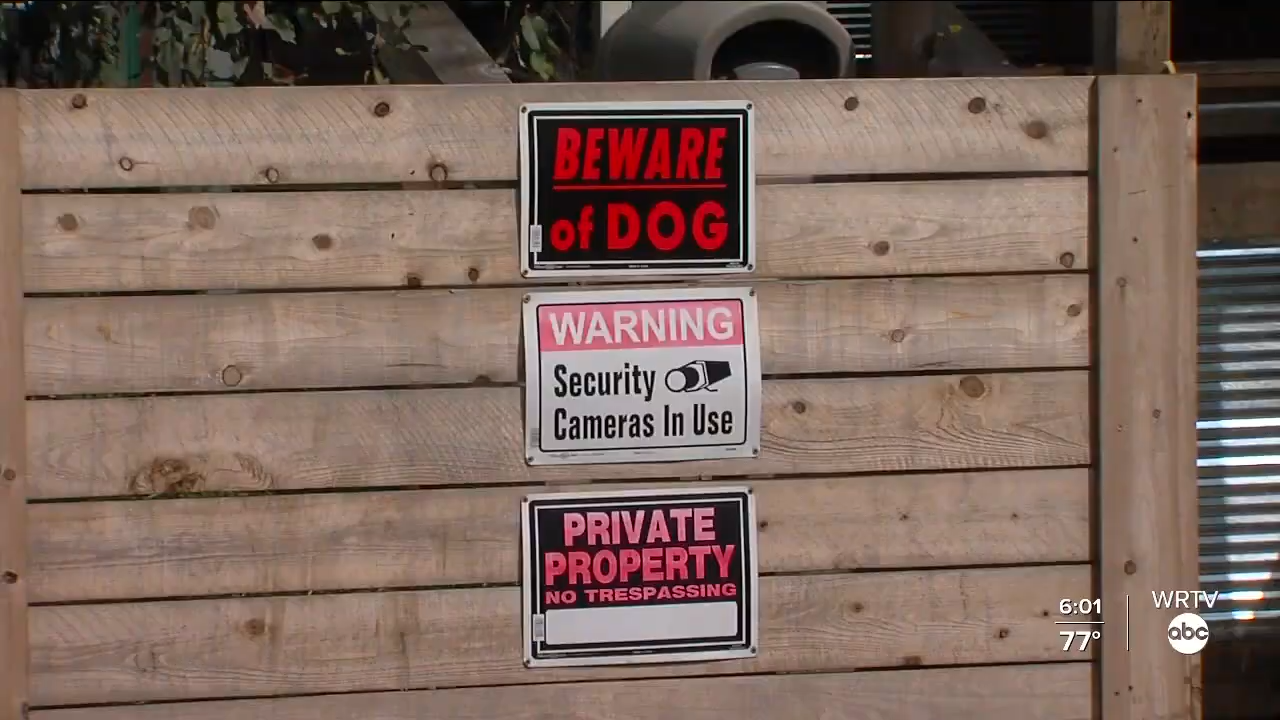 BEWARE
of DOG
WARNING
Security
Cameras In Use
PRIVATE
PROPERTY
NO TRESPASSING
6:01
77°
WRTV
abc